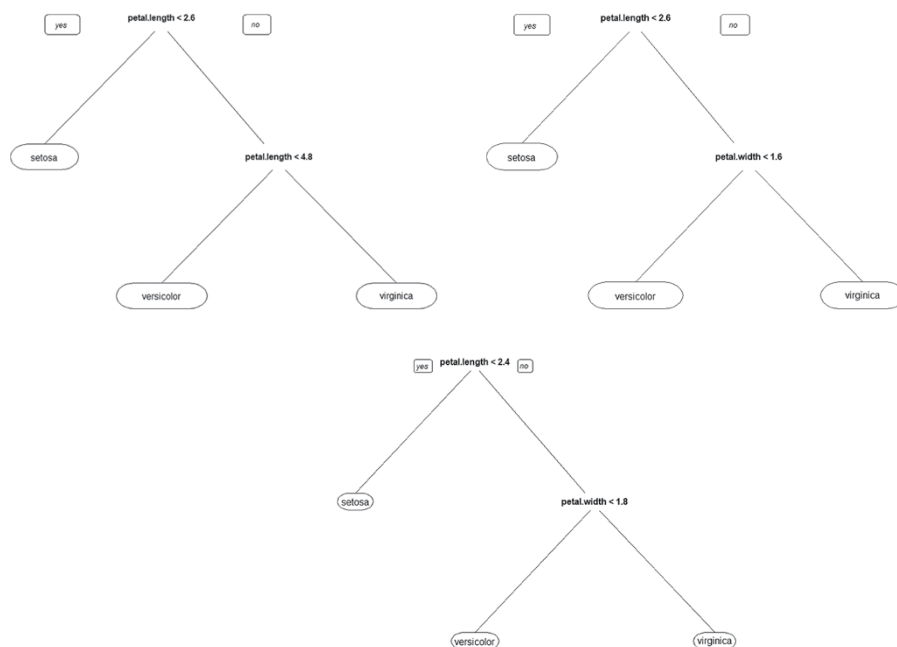 yes
petal.length < 2.6
no
setosa
petal.length < 4.8
versicolor
virginica
yes
petal.length < 2.6
no
setosa
petal.width < 1.6
versicolor
virginica
yes
petal.length < 2.4
no
setosa
petal.width < 1.8
versicolor
virginica